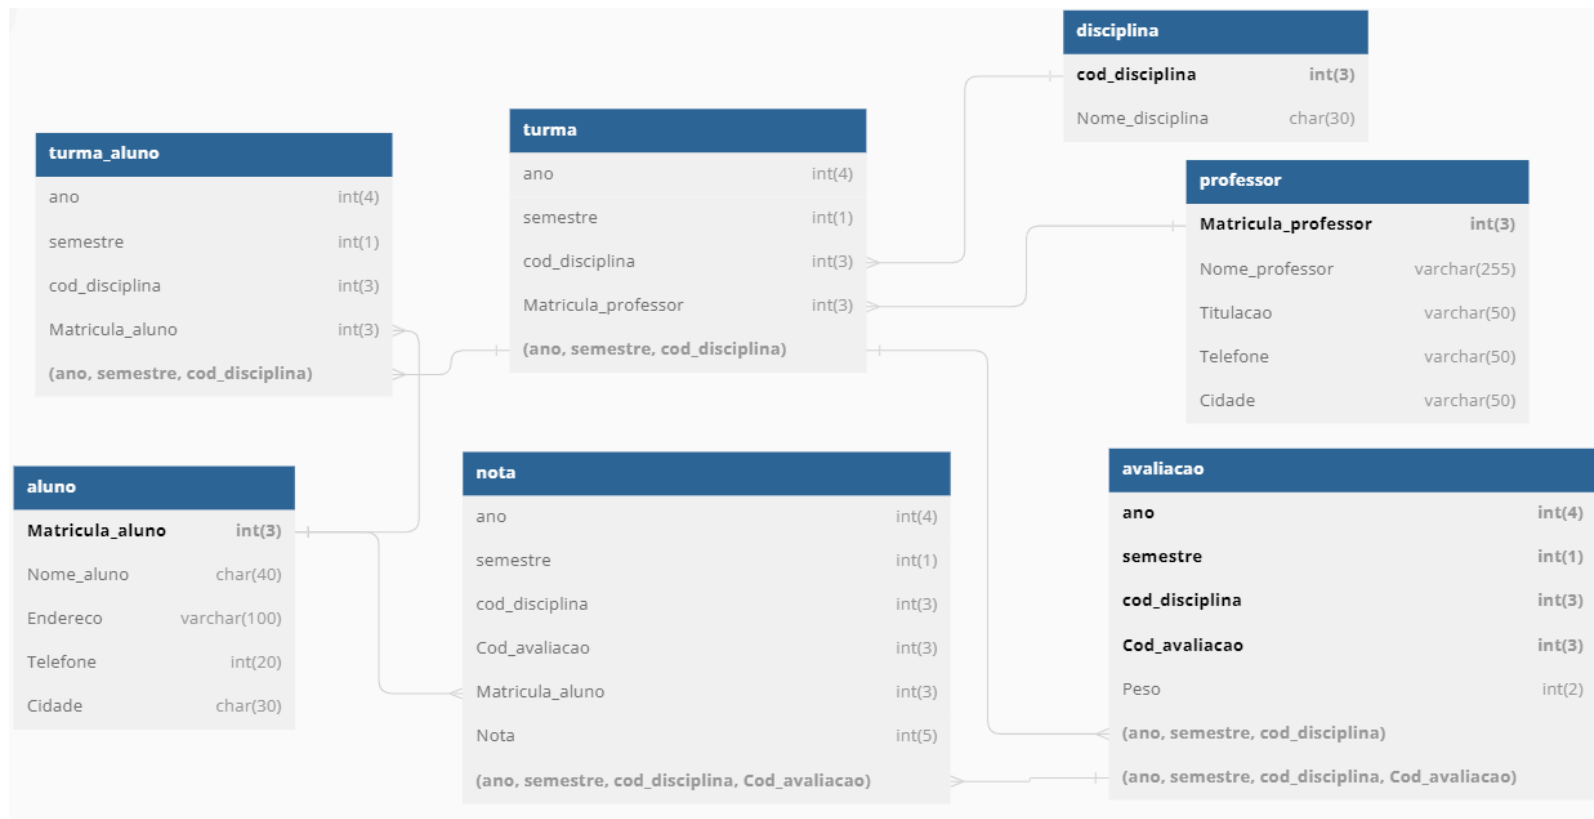 disciplina
cod_disciplina int(3)
Nome_disciplina char(30)
turma
ano int(4)
semestre int(1)
cod_disciplina int(3)
Matricula_professor int(3)
(ano, semestre, cod_disciplina)
turma_aluno
ano int(4)
semestre int(1)
cod_disciplina int(3)
Matricula_aluno int(3)
(ano, semestre, cod_disciplina)
professor
Matricula_professor int(3)
Nome_professor varchar(255)
Titulacao varchar(50)
Telefone varchar(50)
Cidade varchar(50)
aluno
Matricula_aluno int(3)
Nome_aluno char(40)
Endereco varchar(100)
Telefone int(20)
Cidade char(30)
nota
ano int(4)
semestre int(1)
cod_disciplina int(3)
Cod_avaliacao int(3)
Matricula_aluno int(3)
Nota int(5)
(ano, semestre, cod_disciplina, Cod_avaliacao)
avaliacao
ano int(4)
semestre int(1)
cod_disciplina int(3)
Cod_avaliacao int(3)
Peso int(2)
(ano, semestre, cod_disciplina)
(ano, semestre, cod_disciplina, Cod_avaliacao)